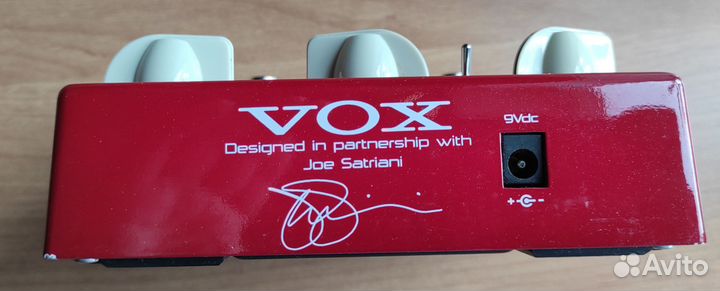 VOX
Designed in partnership with
Joe Satriani
9Vdc
Avito